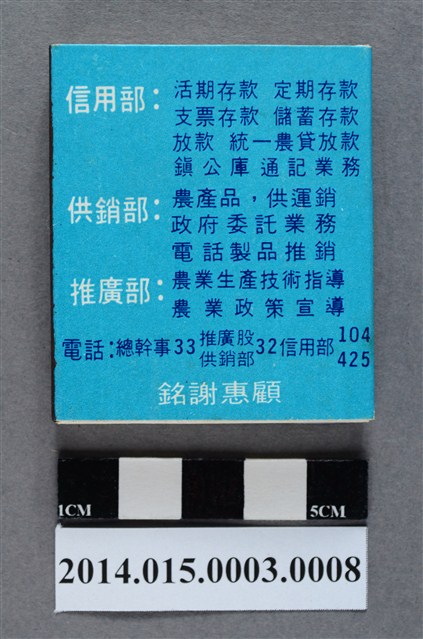 信用部：活期存款 定期存款
支票存款 儲蓄存款
放款 統一農貸放款
鎮公庫通記業務
供銷部：農產品，供運銷
政府委託業務
電話製品推銷
推廣部：農業生產技術指導
農業政策宣導
電話：總幹事33 推廣股 供銷部 32 信用部 104 425
銘謝惠顧
1CM 5CM
2014.015.0003.0008